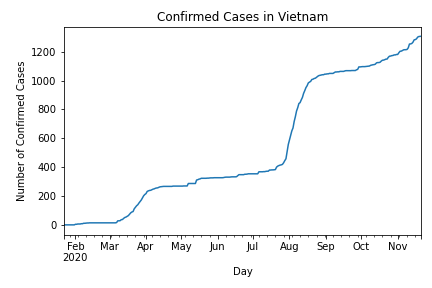 Confirmed Cases in Vietnam
Number of Confirmed Cases
1200
1000
800
600
400
200
0
Feb Mar Apr May Jun Jul Aug Sep Oct Nov
2020
Day